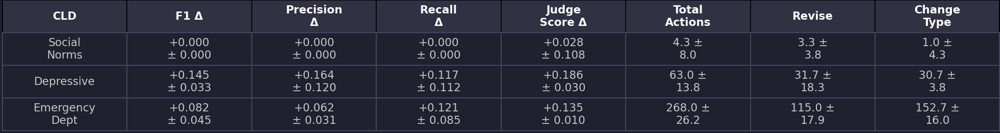 CLD
F1 Δ
Precision
Δ
Recall
Δ
Judge
Score Δ
Total
Actions
Revise
Change
Type
Social
Norms
+0.000
± 0.000
+0.000
± 0.000
+0.000
± 0.000
+0.028
± 0.108
4.3 ±
8.0
3.3 ±
3.8
1.0 ±
4.3
Depressive
+0.145
± 0.033
+0.164
± 0.120
+0.117
± 0.112
+0.186
± 0.030
63.0 ±
13.8
31.7 ±
18.3
30.7 ±
3.8
Emergency
Dept
+0.082
± 0.045
+0.062
± 0.031
+0.121
± 0.085
+0.135
± 0.010
268.0 ±
26.2
115.0 ±
17.9
152.7 ±
16.0